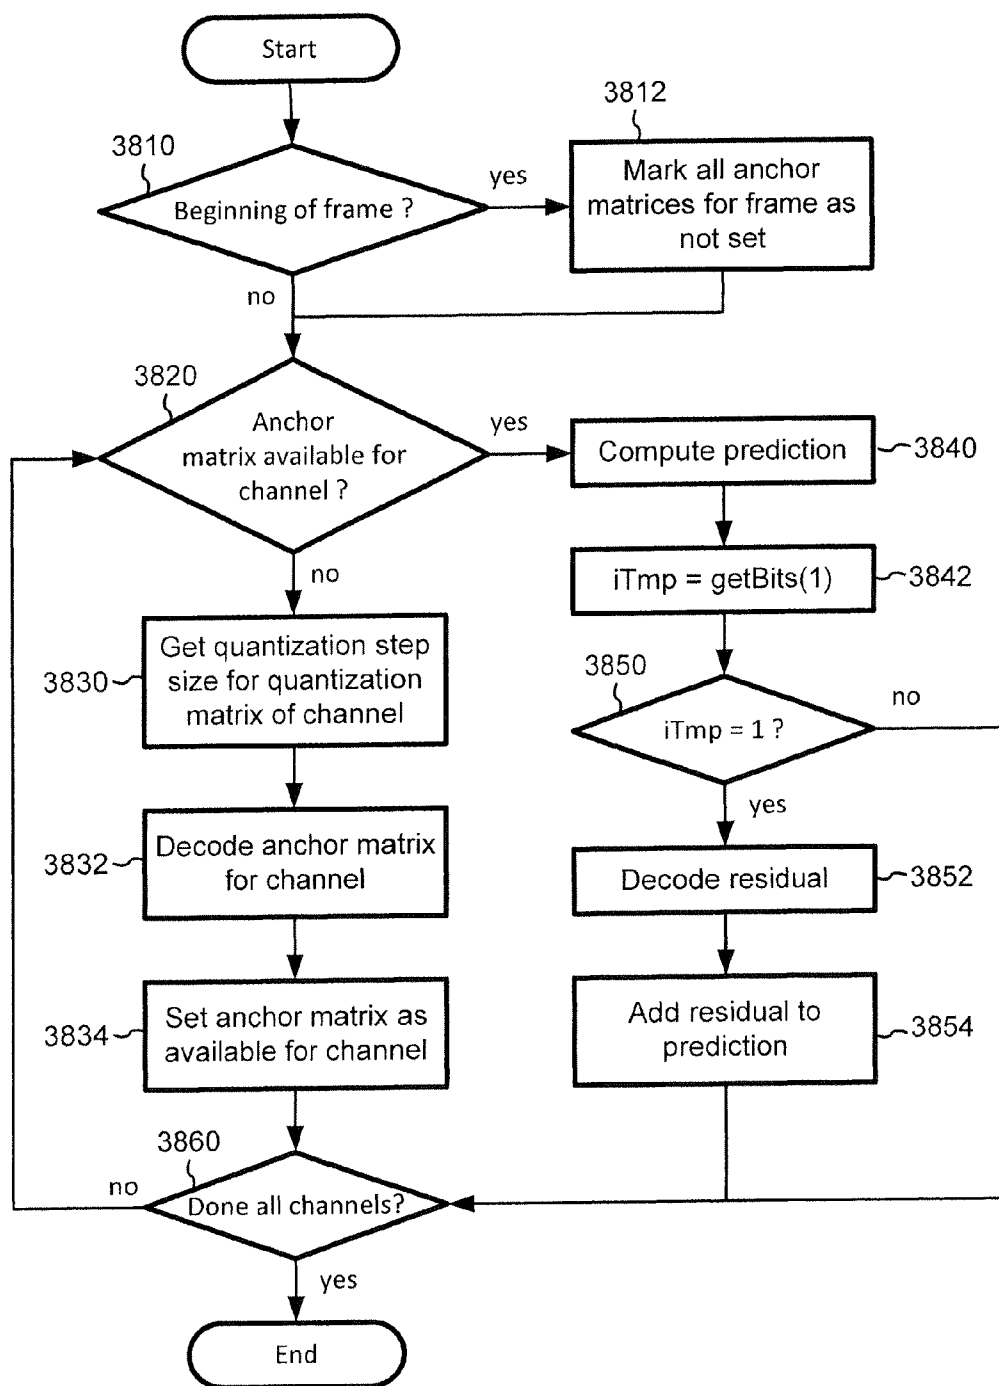 Start
3810
Beginning of frame ?
yes
3812
Mark all anchor
matrices for frame as
not set
no
3820
Anchor
matrix available for
channel ?
yes
Compute prediction
3840
no
iTmp = getBits(1)
3842
3830
Get quantization step
size for quantization
matrix of channel
3850
iTmp = 1 ?
no
yes
3832
Decode anchor matrix
for channel
Decode residual
3852
3834
Set anchor matrix as
available for channel
Add residual to
prediction
3854
3860
no
Done all channels?
yes
End